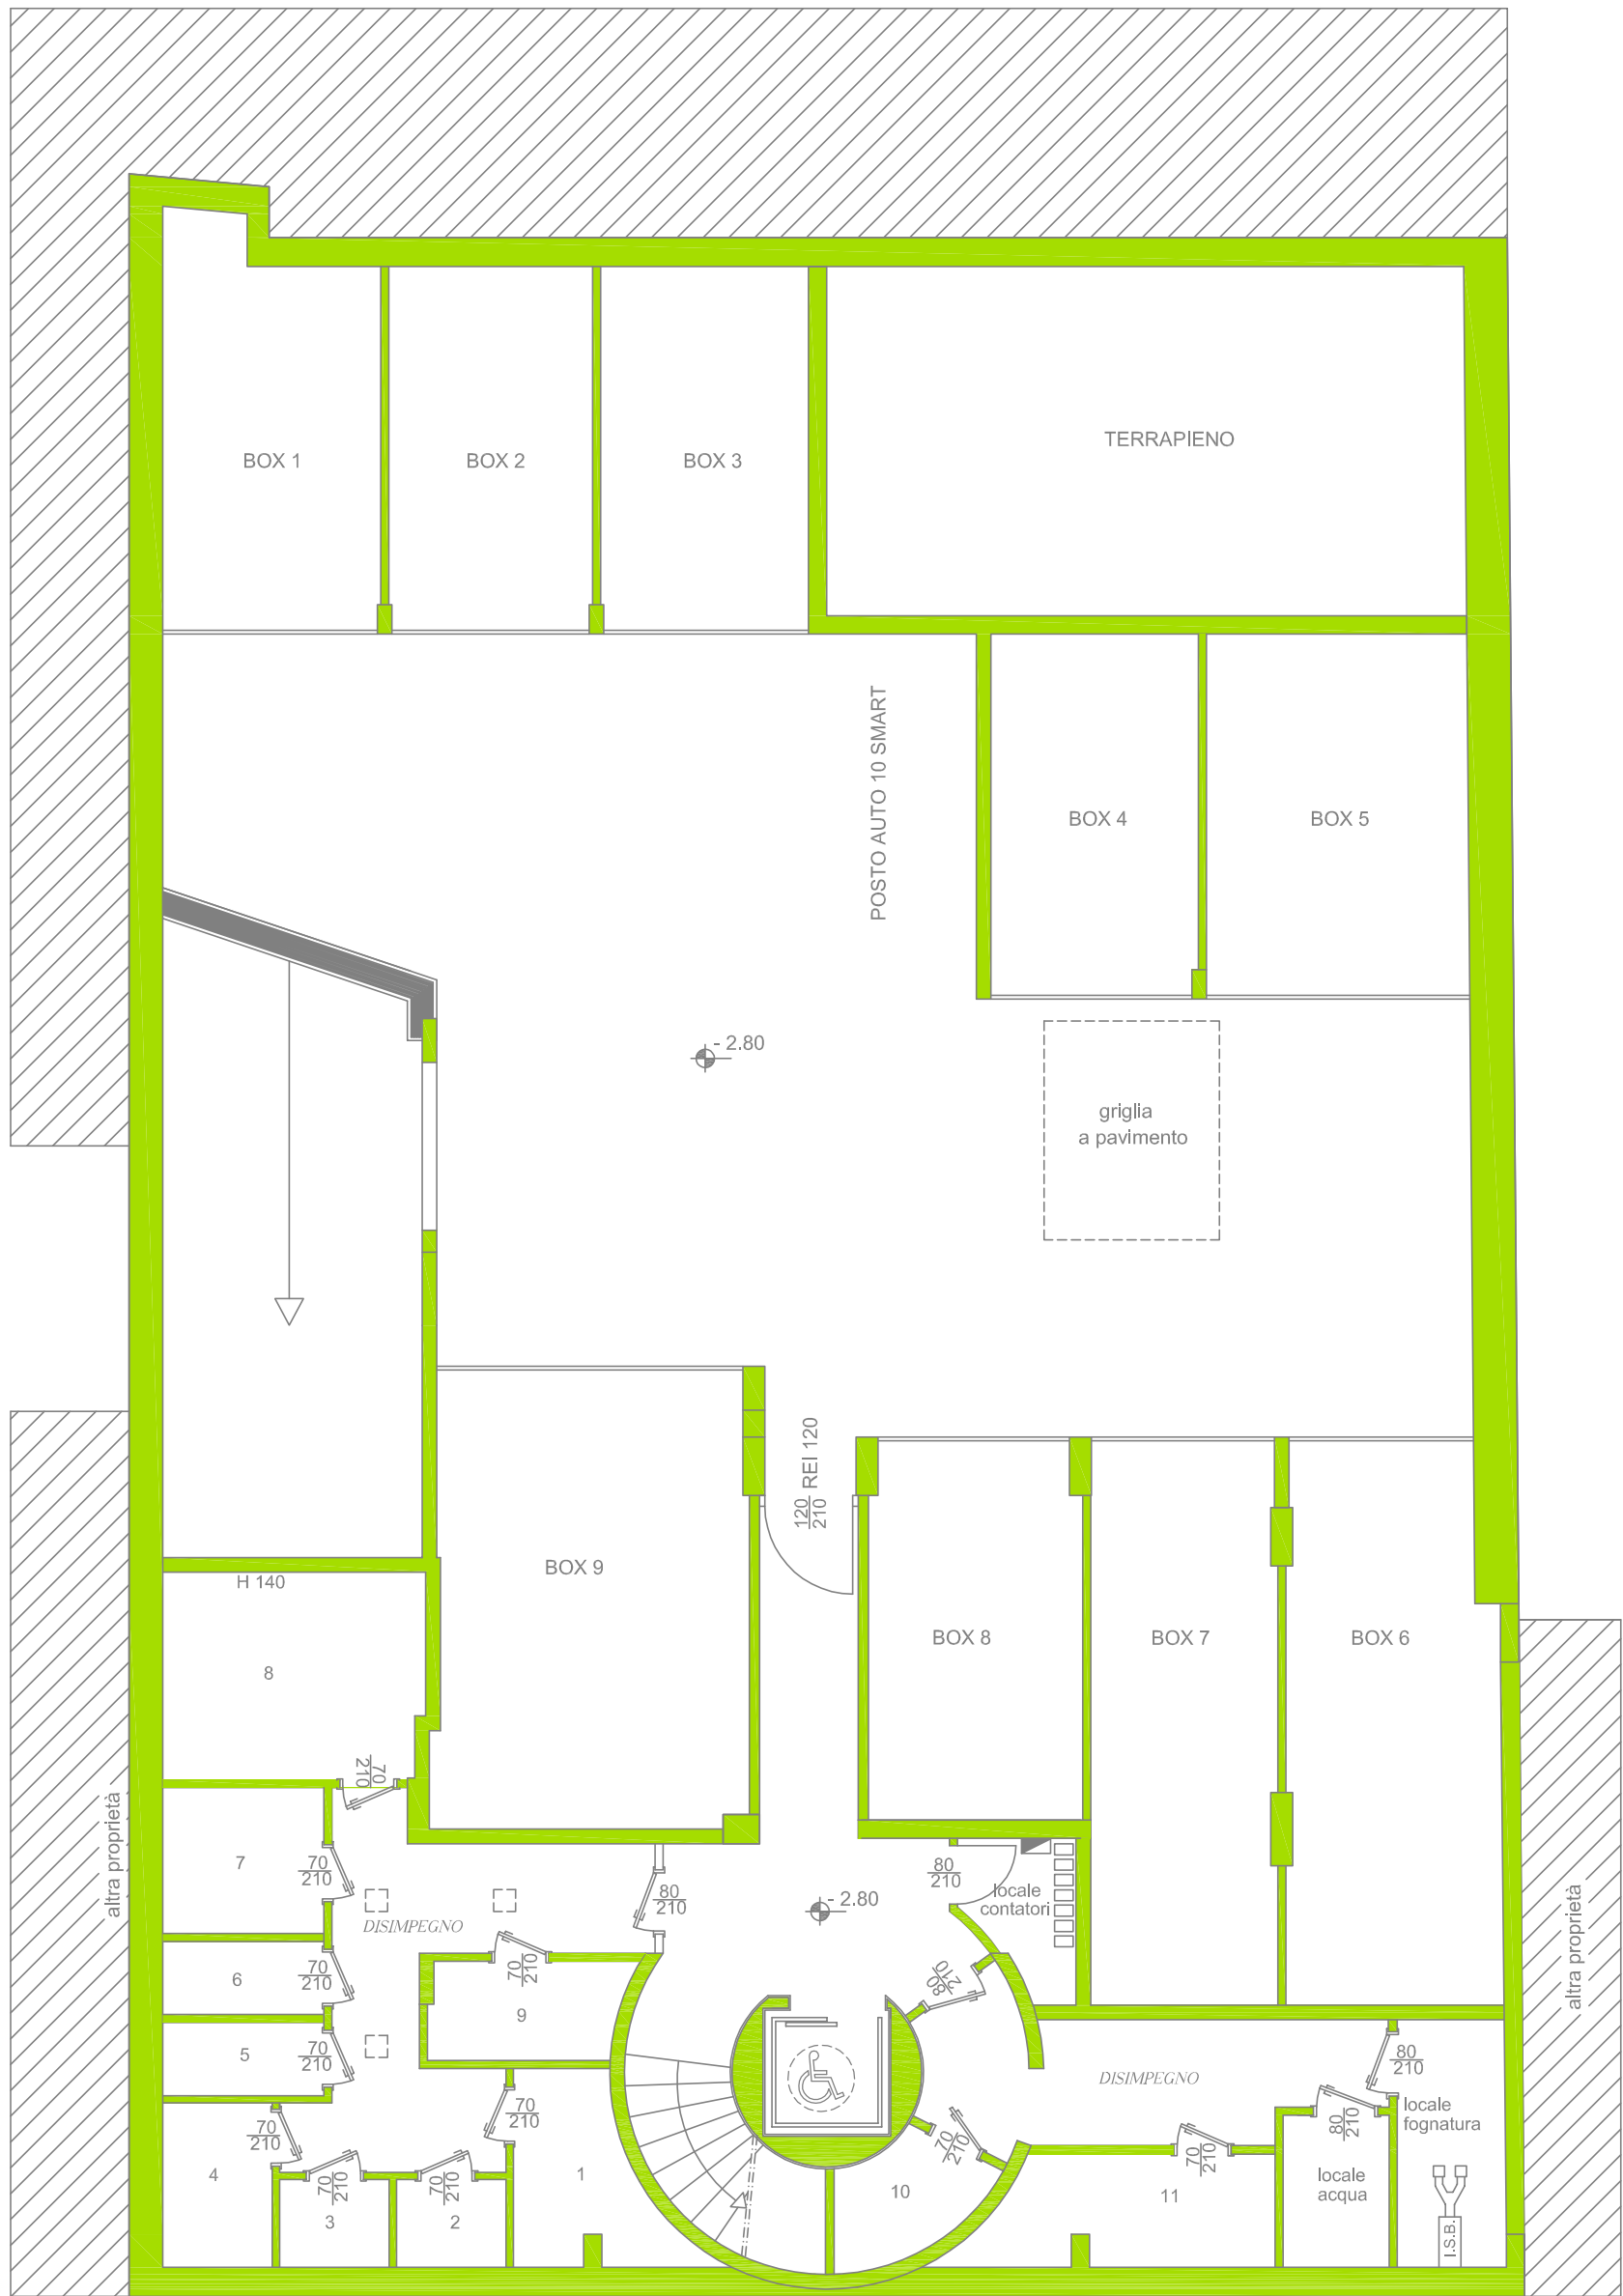 TERRAPIENO
BOX 1
BOX 2
BOX 3
POSTO AUTO 10 SMART
BOX 4
BOX 5
- 2.80
griglia
a pavimento
120
210
REI 120
BOX 9
H 140
BOX 8
BOX 7
BOX 6
8
70
210
altra proprietà
7
70
210
80
210
80
210
locale
contatori
- 2.80
DISIMPEGNO
altra proprietà
6
70
210
70
210
80
210
9
5
70
210
80
210
DISIMPEGNO
70
210
locale
fognatura
70
210
80
210
70
210
70
210
4
70
210
70
210
1
10
11
locale
acqua
3
2
I.S.B.